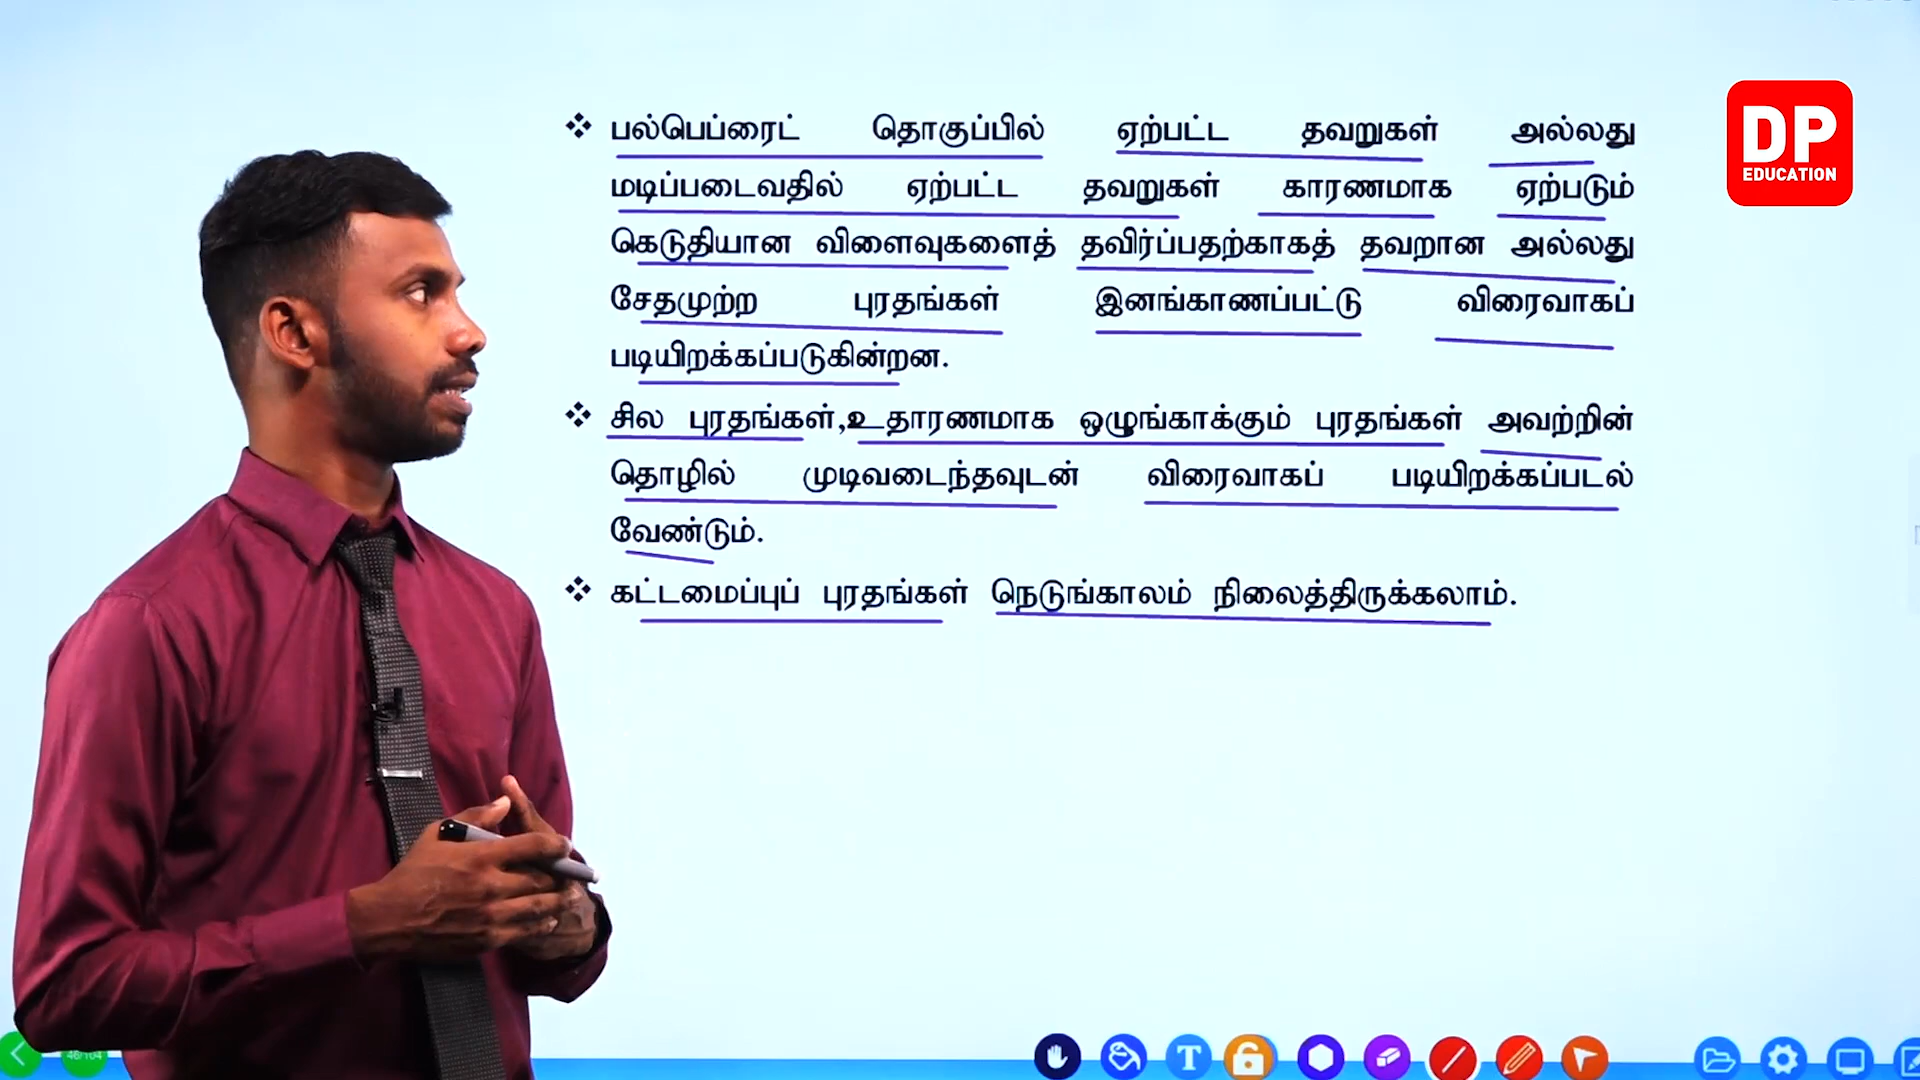 ❖ பல்பெப்ரைட் தொகுப்பில் ஏற்பட்ட தவறுகள் அல்லது
மடிப்படைவதில் ஏற்பட்ட தவறுகள் காரணமாக ஏற்படும்
கெடுதியான விளைவுகளைத் தவிர்ப்பதற்காகத் தவறான அல்லது
சேதமுற்ற புரதங்கள் இனங்காணப்பட்டு விரைவாகப்
படியிறக்கப்படுகின்றன.
❖ சில புரதங்கள்,உதாரணமாக ஒழுங்காக்கும் புரதங்கள் அவற்றின்
தொழில் முடிவடைந்தவுடன் விரைவாகப் படியிறக்கப்படல்
வேண்டும்.
❖ கட்டமைப்புப் புரதங்கள் நெடுங்காலம் நிலைத்திருக்கலாம்.
DP
EDUCATION
46/104
T